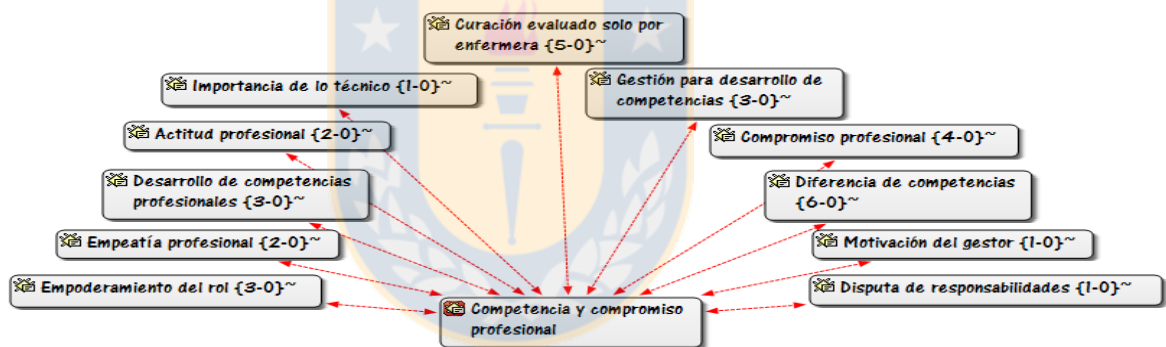 Curación evaluado solo por
enfermera {5-0}~
Importancia de lo técnico {1-0}~
Gestión para desarrollo de
competencias {3-0}~
Actitud profesional {2-0}~
Compromiso profesional {4-0}~
Desarrollo de competencias
profesionales {3-0}~
Diferencia de competencias
{6-0}~
Empeatía profesional {2-0}~
Motivación del gestor {1-0}~
Empoderamiento del rol {3-0}~
Disputa de responsabilidades {1-0}~
Competencia y compromiso
profesional